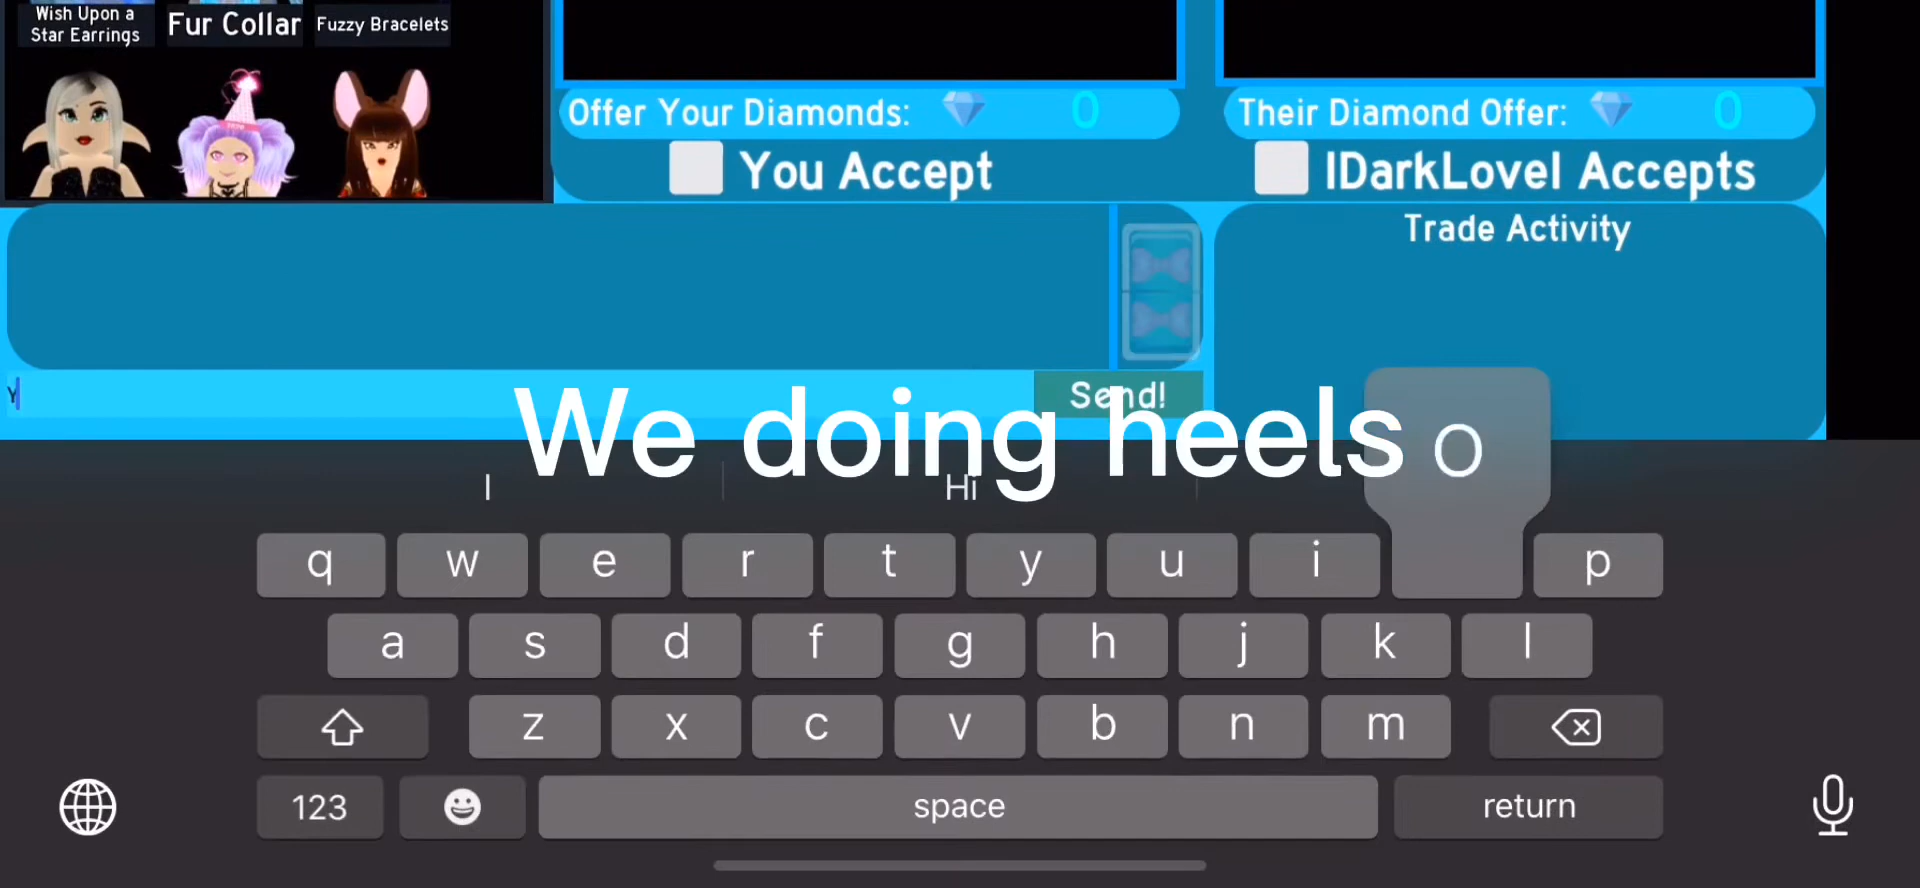 Wish Upon a
Star Earrings
Fur Collar
Fuzzy Bracelets
Offer Your Diamonds: 0
Their Diamond Offer: 0
You Accept
lDarkLovel Accepts
Trade Activity
Y
Send!
We doing heels
O
I
Hi
q w e r t y u i p
a s d f g h j k l
z x c v b n m
123
space
return